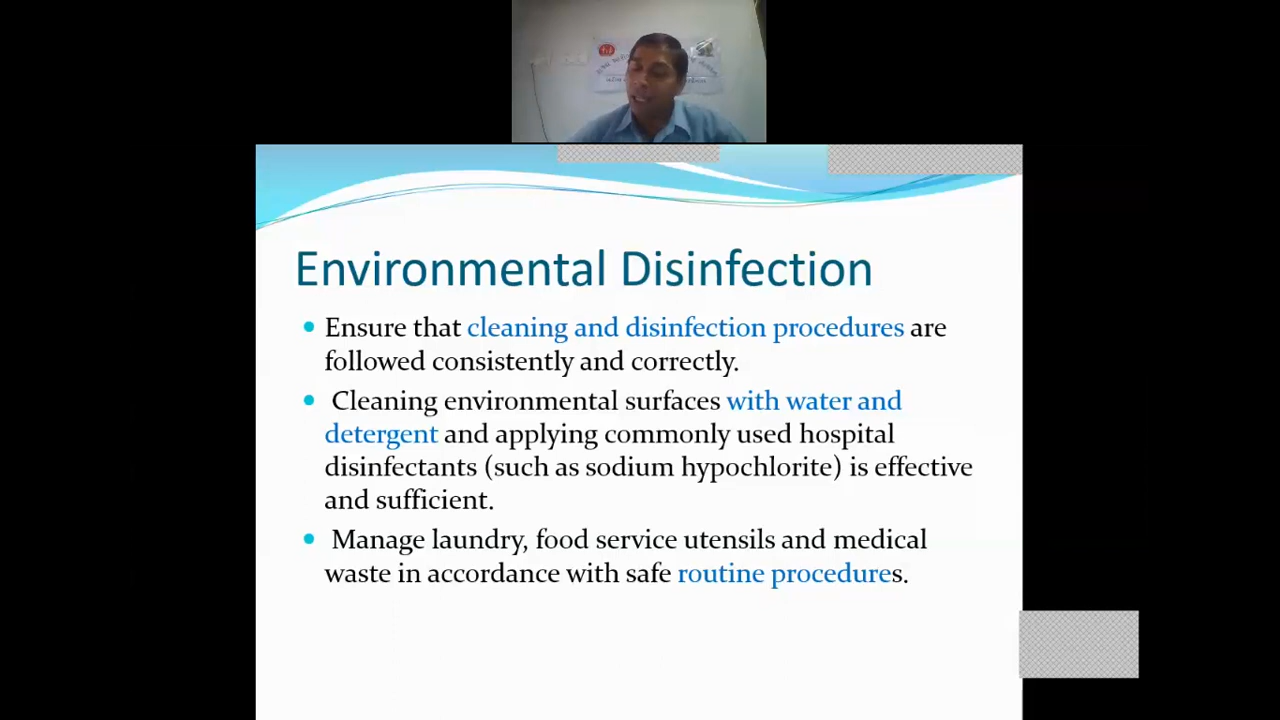 Environmental Disinfection
Ensure that cleaning and disinfection procedures are
followed consistently and correctly.
Cleaning environmental surfaces with water and
detergent and applying commonly used hospital
disinfectants (such as sodium hypochlorite) is effective
and sufficient.
Manage laundry, food service utensils and medical
waste in accordance with safe routine procedures.